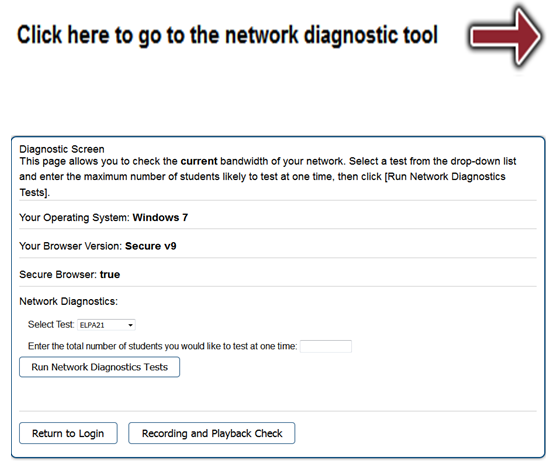 Click here to go to the network diagnostic tool
Diagnostic Screen
This page allows you to check the current bandwidth of your network. Select a test from the drop-down list
and enter the maximum number of students likely to test at one time, then click [Run Network Diagnostics
Tests].
Your Operating System: Windows 7
Your Browser Version: Secure v9
Secure Browser: true
Network Diagnostics:
Select Test: ELPA21
Enter the total number of students you would like to test at one time:
Run Network Diagnostics Tests
Return to Login Recording and Playback Check